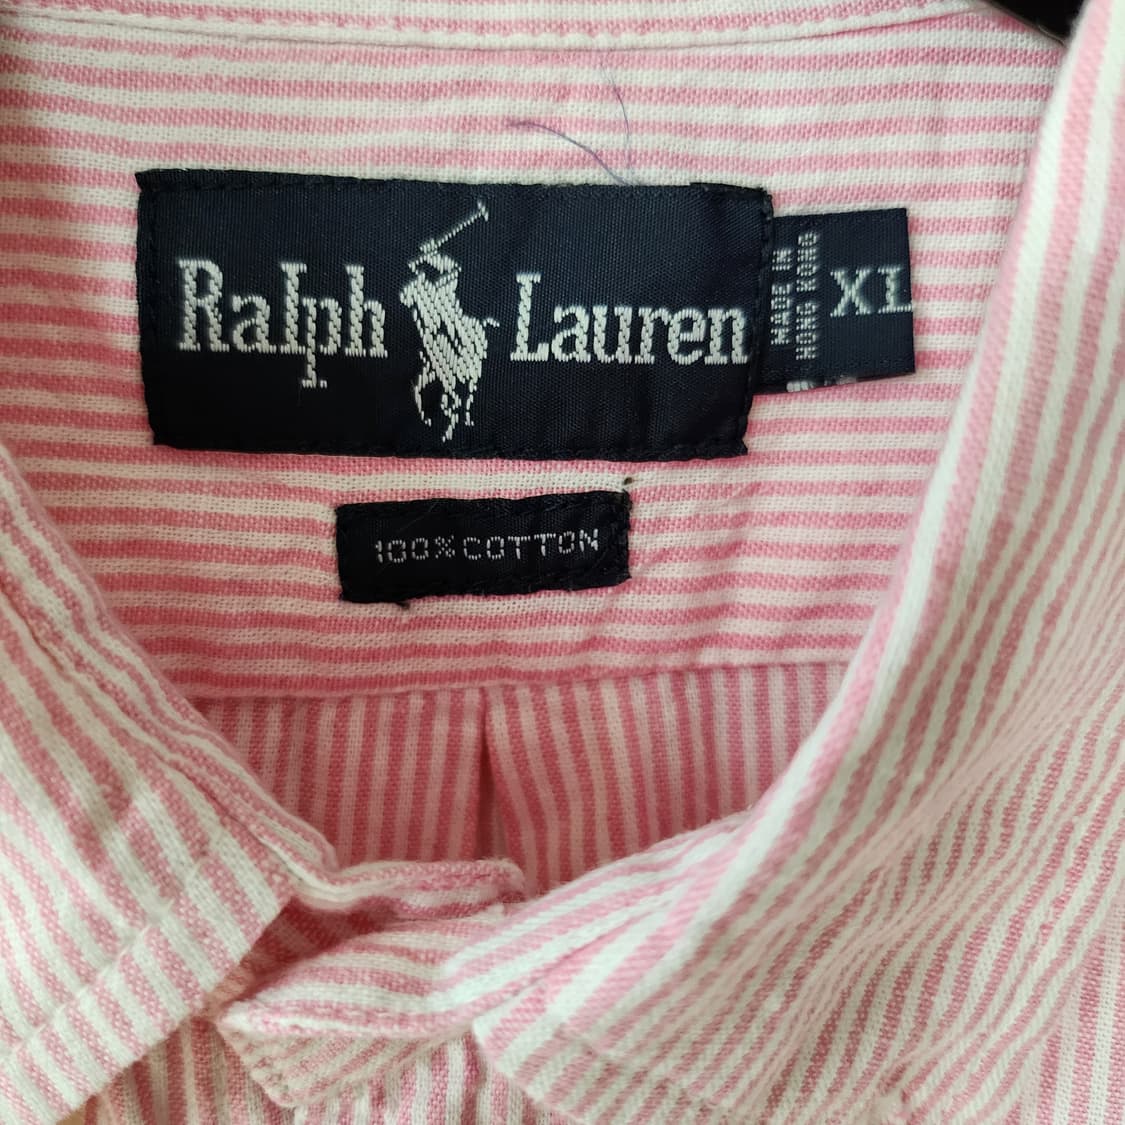 Ralph Lauren
MADE IN
HONG KONG
XL
100% COTTON